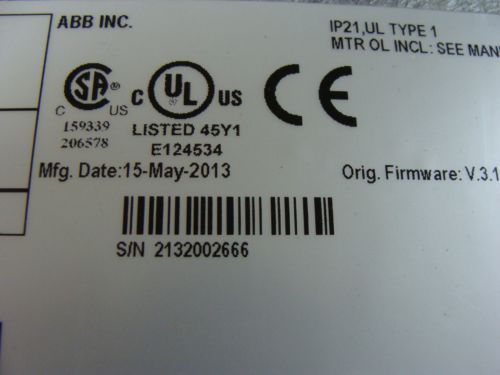 ABB INC.
IP21,UL TYPE 1
MTR OL INCL: SEE
SA
C US
C UL US
CE
159339
206578
LISTED 45Y1
E124534
Mfg. Date:15-May-2013
Orig. Firmware: V.3.1
S/N 2132002666